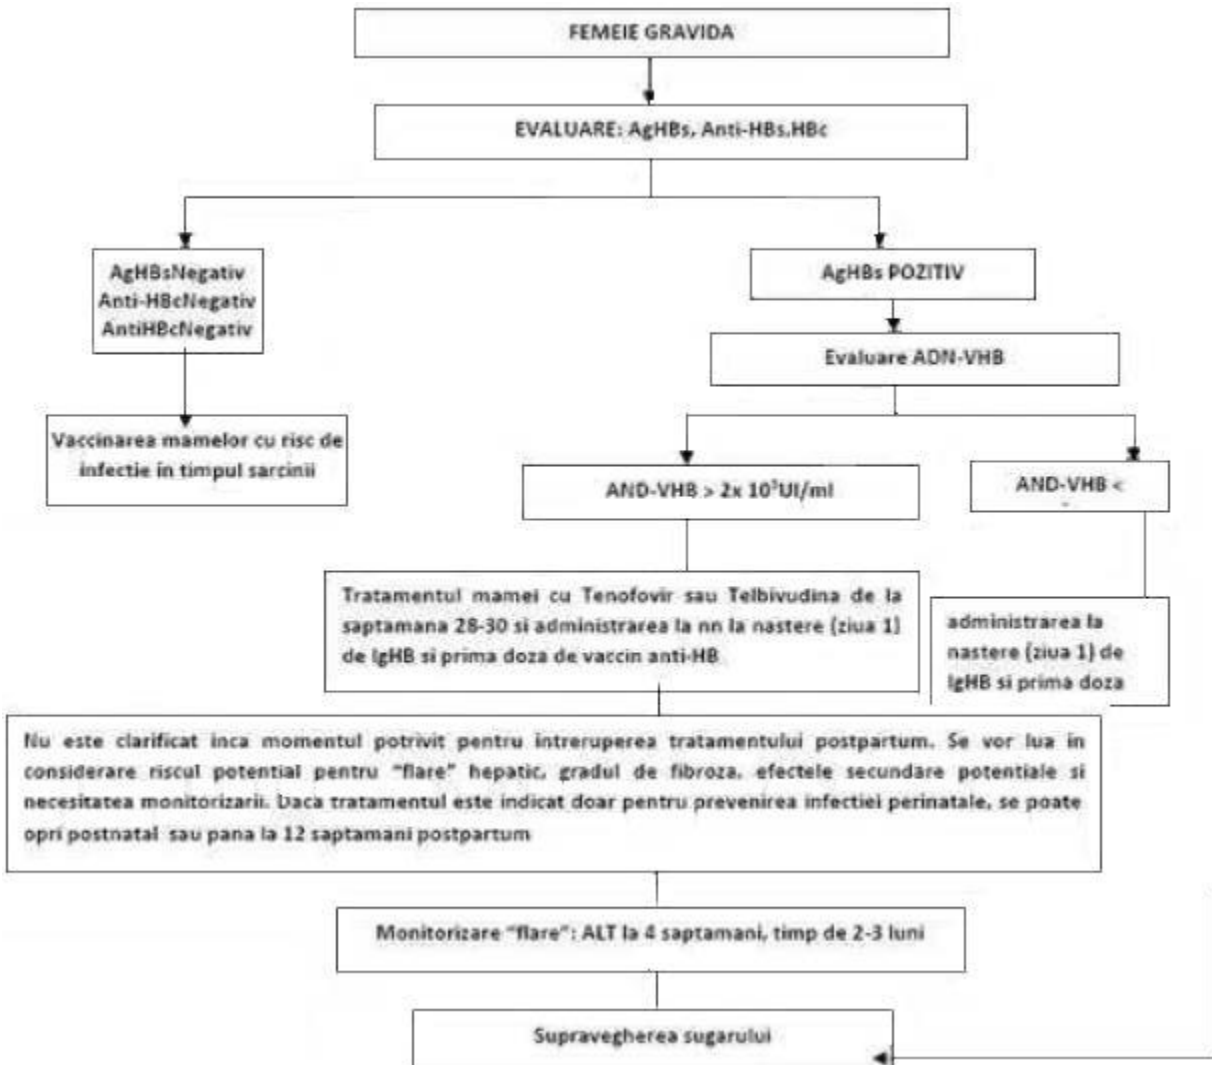 FEMEIE GRAVIDA
EVALUARE: AgHBs, Anti-HBs,HBc
AgHBsNegativ
Anti-HBcNegativ
AntiHBcNegativ
AgHBs POZITIV
Evaluare ADN-VHB
Vaccinarea mamelor cu risc de
infectie in timpul sarcinii
AND-VHB > 2x 10⁵UI/ml
AND-VHB <
Tratamentul mamei cu Tenofovir sau Telbivudina de la
saptamana 28-30 si administrarea la nn la nastere (ziua 1)
de IgHB si prima doza de vaccin anti-HB
administrarea la
nastere (ziua 1) de
IgHB si prima doza
Nu este clarificat inca momentul potrivit pentru intreruperea tratamentului postpartum. Se vor lua in
considerare riscul potential pentru "flare" hepatic, gradul de fibroza, efectele secundare potentiale si
necesitatea monitorizarii. Daca tratamentul este indicat doar pentru prevenirea infectiei perinatale, se poate
opri postnatal sau pana la 12 saptamani postpartum
Monitorizare "flare": ALT la 4 saptamani, timp de 2-3 luni
Supravegherea sugarului